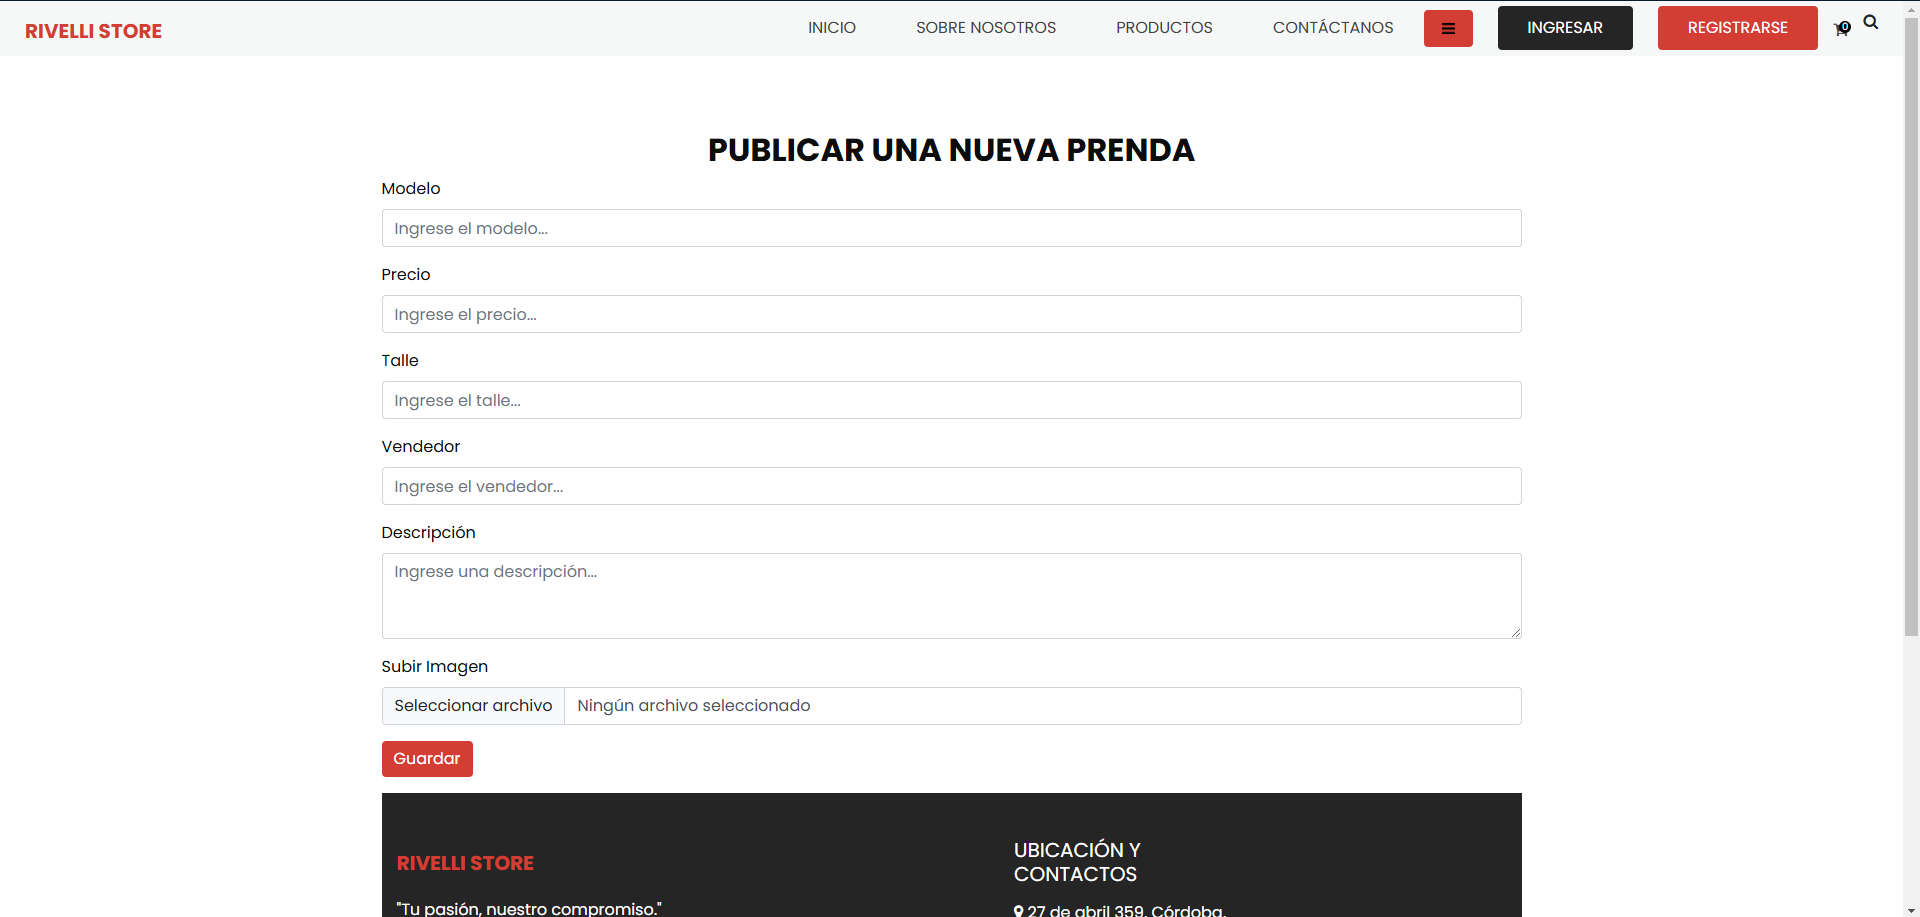 RIVELLI STORE
INICIO
SOBRE NOSOTROS
PRODUCTOS
CONTÁCTANOS
INGRESAR
REGISTRARSE
0
PUBLICAR UNA NUEVA PRENDA
Modelo
Ingrese el modelo...
Precio
Ingrese el precio...
Talle
Ingrese el talle...
Vendedor
Ingrese el vendedor...
Descripción
Ingrese una descripción...
Subir Imagen
Seleccionar archivo
Ningún archivo seleccionado
Guardar
RIVELLI STORE
"Tu pasión, nuestro compromiso."
UBICACIÓN Y
CONTACTOS
27 de abril 359, Córdoba,